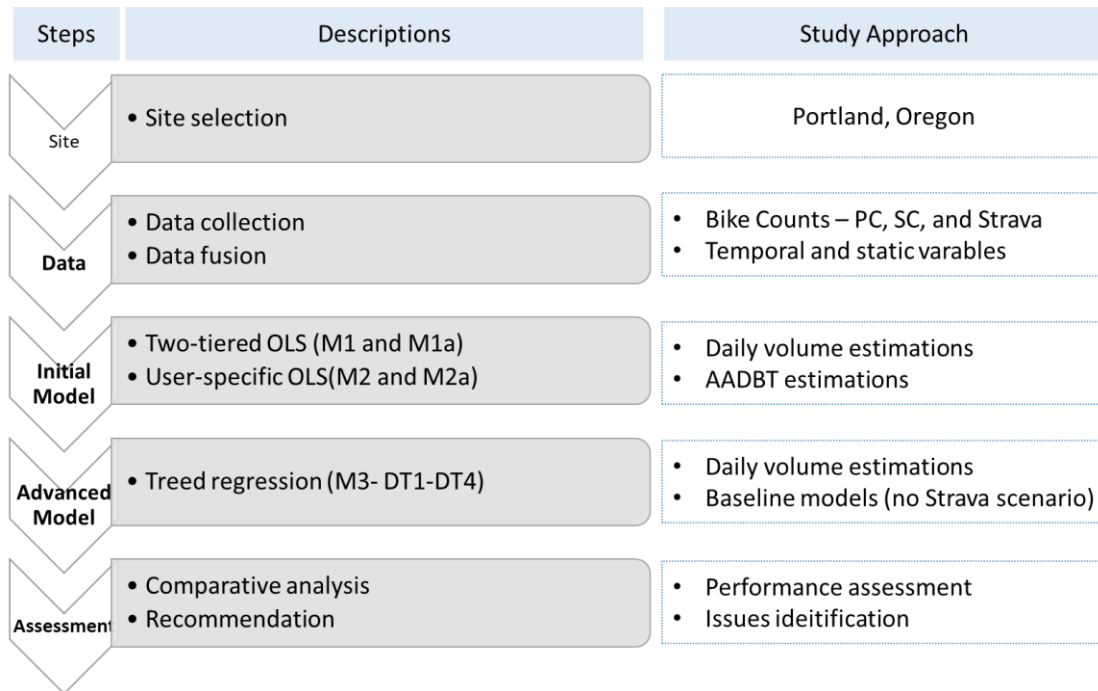 Steps
Descriptions
Study Approach
Site
• Site selection
Portland, Oregon
Data
• Data collection
• Data fusion
• Bike Counts – PC, SC, and Strava
• Temporal and static varables
Initial
Model
• Two-tiered OLS (M1 and M1a)
• User-specific OLS(M2 and M2a)
• Daily volume estimations
• AADBT estimations
Advanced
Model
• Treed regression (M3- DT1-DT4)
• Daily volume estimations
• Baseline models (no Strava scenario)
Assessment
• Comparative analysis
• Recommendation
• Performance assessment
• Issues ideitification